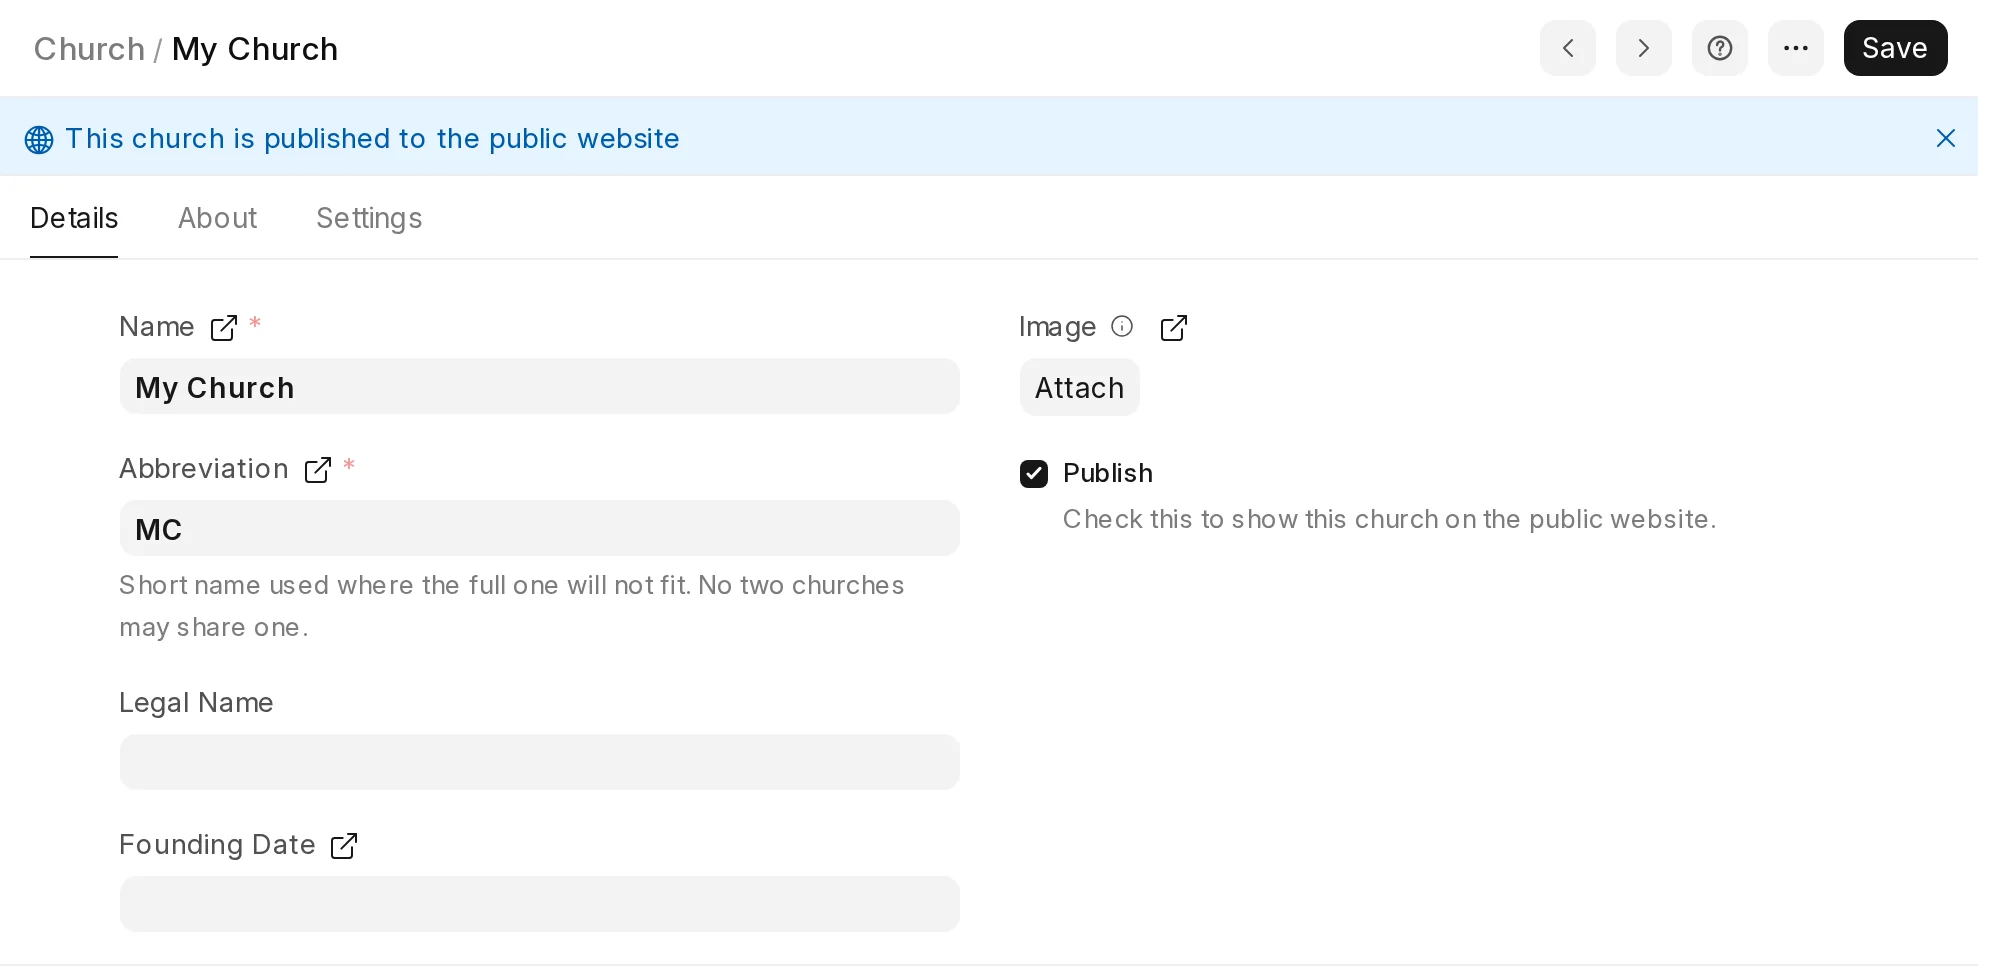 Church / My Church
Save
This church is published to the public website
Details
About
Settings
Name *
My Church
Abbreviation *
MC
Short name used where the full one will not fit. No two churches
may share one.
Legal Name
Founding Date
Image
Attach
Publish
Check this to show this church on the public website.